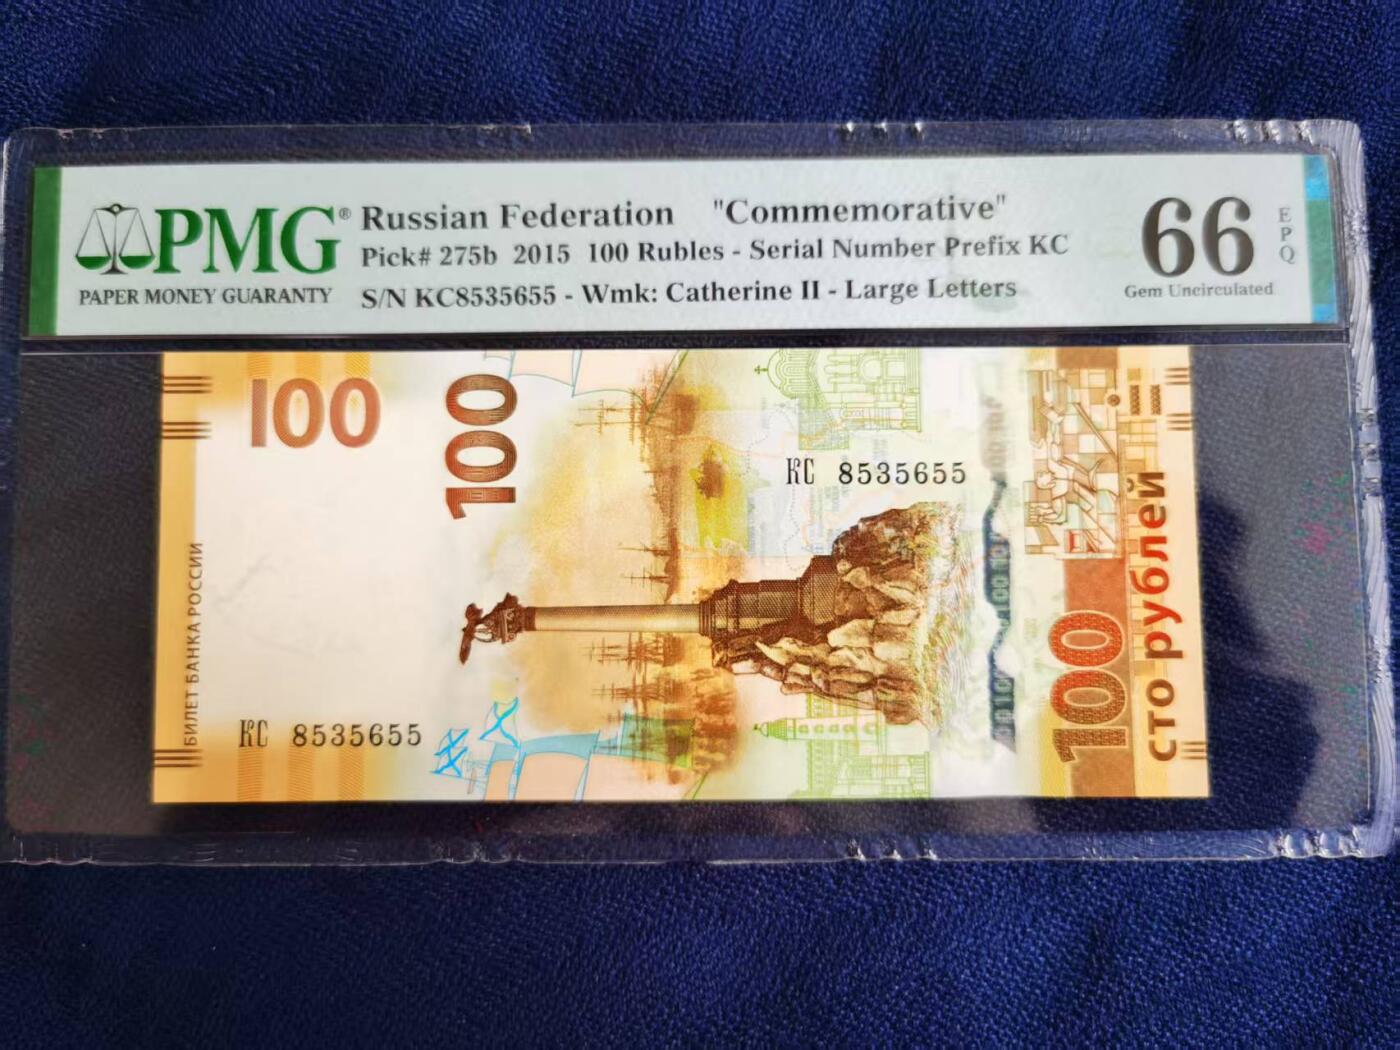 PMG®
PAPER MONEY GUARANTY
Russian Federation "Commemorative"
Pick# 275b 2015 100 Rubles - Serial Number Prefix KC
S/N KC8535655 - Wmk: Catherine II - Large Letters
66
EPQ
Gem Uncirculated
100
100
КС 8535655
БИЛЕТ БАНКА РОССИИ
КС 8535655
100
сто рублей